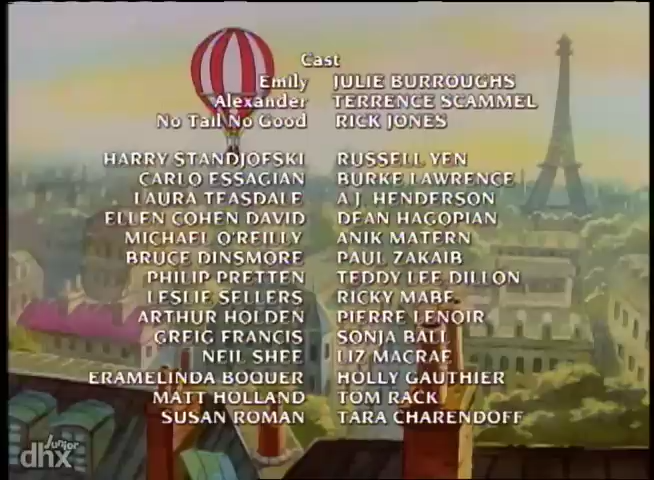 Cast
Emily JULIE BURROUGHS
Alexander TERRENCE SCAMMEL
No Tail No Good RICK JONES
HARRY STANDJOFSKI RUSSELL YEN
CARLO ESSAGIAN BURKE LAWRENCE
LAURA TEASDALE A.J. HENDERSON
ELLEN COHEN DAVID DEAN HAGOPIAN
MICHAEL O'REILLY ANIK MATERN
BRUCE DINSMORE PAUL ZAKAIB
PHILIP PRETTEN TEDDY LEE DILLON
LESLIE SELLERS RICKY MABE
ARTHUR HOLDEN PIERRE LENOIR
GREIG FRANCIS SONJA BALL
NEIL SHEE LIZ MACRAE
ERAMELINDA BOQUER HOLLY GAUTHIER
MATT HOLLAND TOM RACK
SUSAN ROMAN TARA CHARENDOFF
Junior
dhx